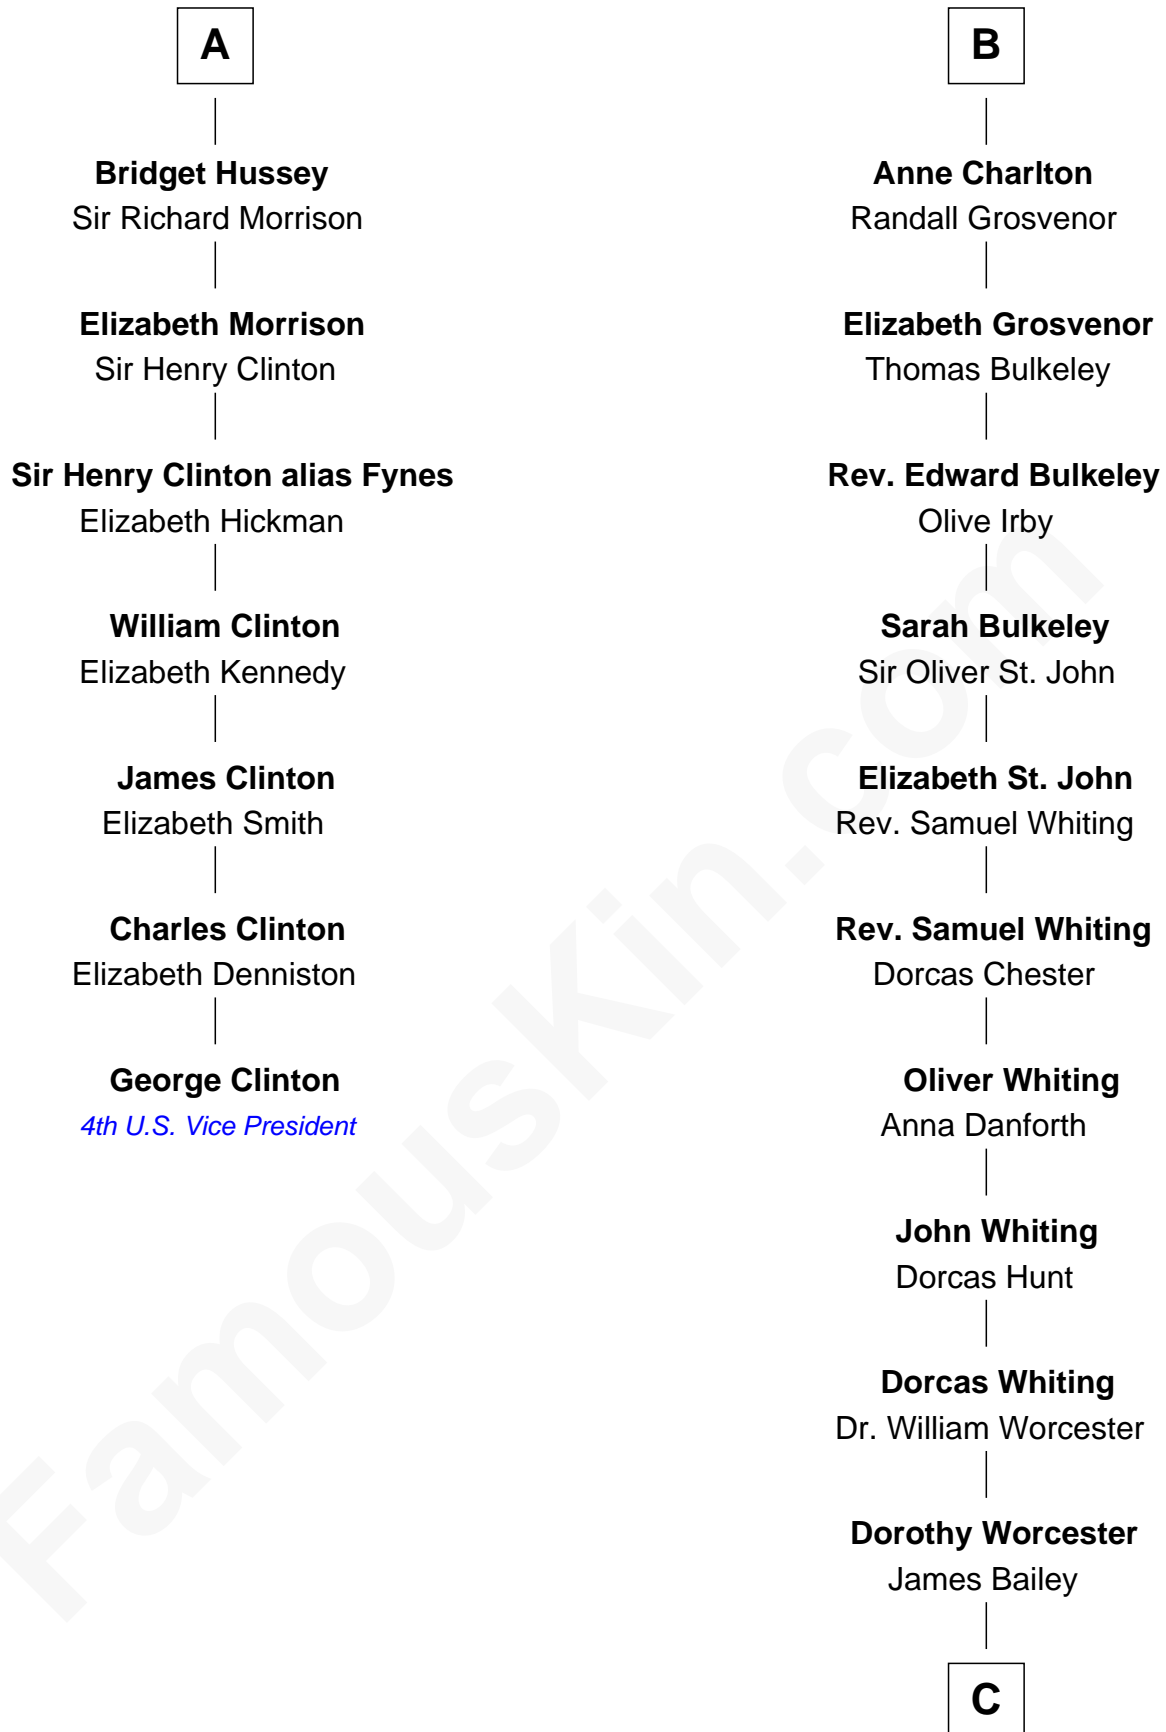 A
Bridget Hussey
Sir Richard Morrison
Elizabeth Morrison
Sir Henry Clinton
Sir Henry Clinton alias Fynes
Elizabeth Hickman
William Clinton
Elizabeth Kennedy
James Clinton
Elizabeth Smith
Charles Clinton
Elizabeth Denniston
George Clinton
4th U.S. Vice President
B
Anne Charlton
Randall Grosvenor
Elizabeth Grosvenor
Thomas Bulkeley
Rev. Edward Bulkeley
Olive Irby
Sarah Bulkeley
Sir Oliver St. John
Elizabeth St. John
Rev. Samuel Whiting
Rev. Samuel Whiting
Dorcas Chester
Oliver Whiting
Anna Danforth
John Whiting
Dorcas Hunt
Dorcas Whiting
Dr. William Worcester
Dorothy Worcester
James Bailey
C
FamousKin.com